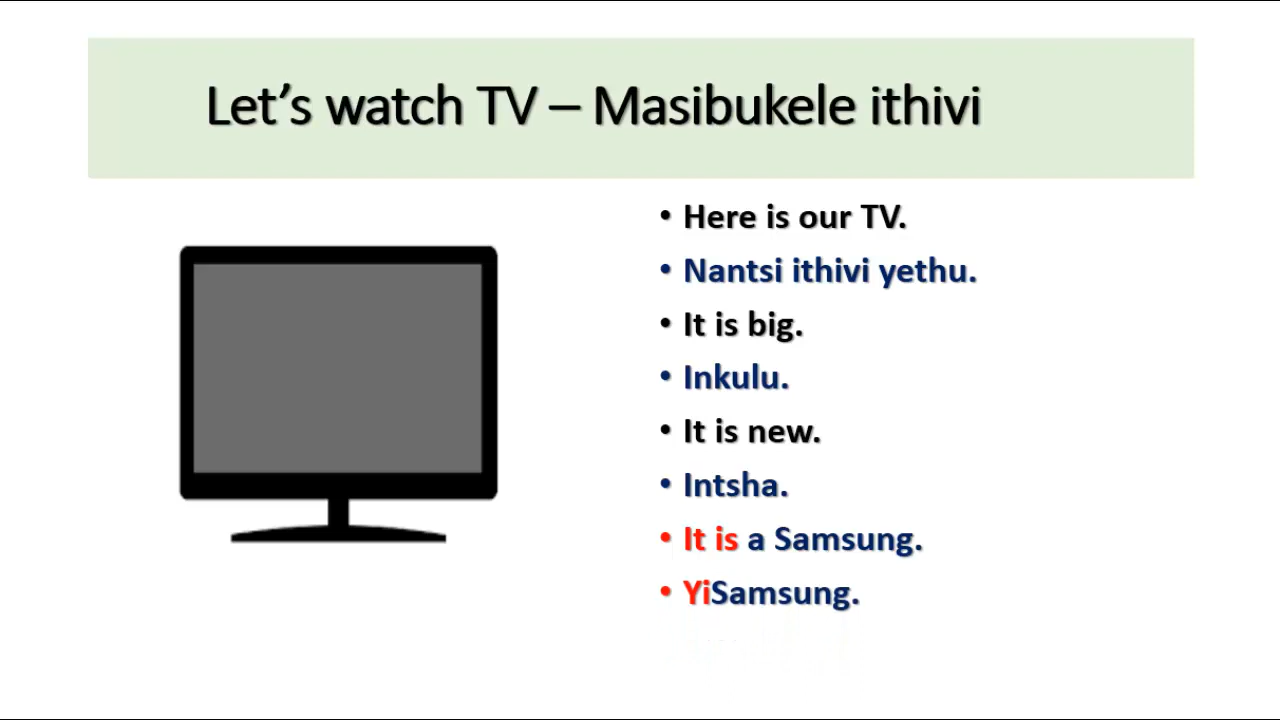 Let’s watch TV – Masibukele ithivi
• Here is our TV.
• Nantsi ithivi yethu.
• It is big.
• Inkulu.
• It is new.
• Intsha.
• It is a Samsung.
• YiSamsung.